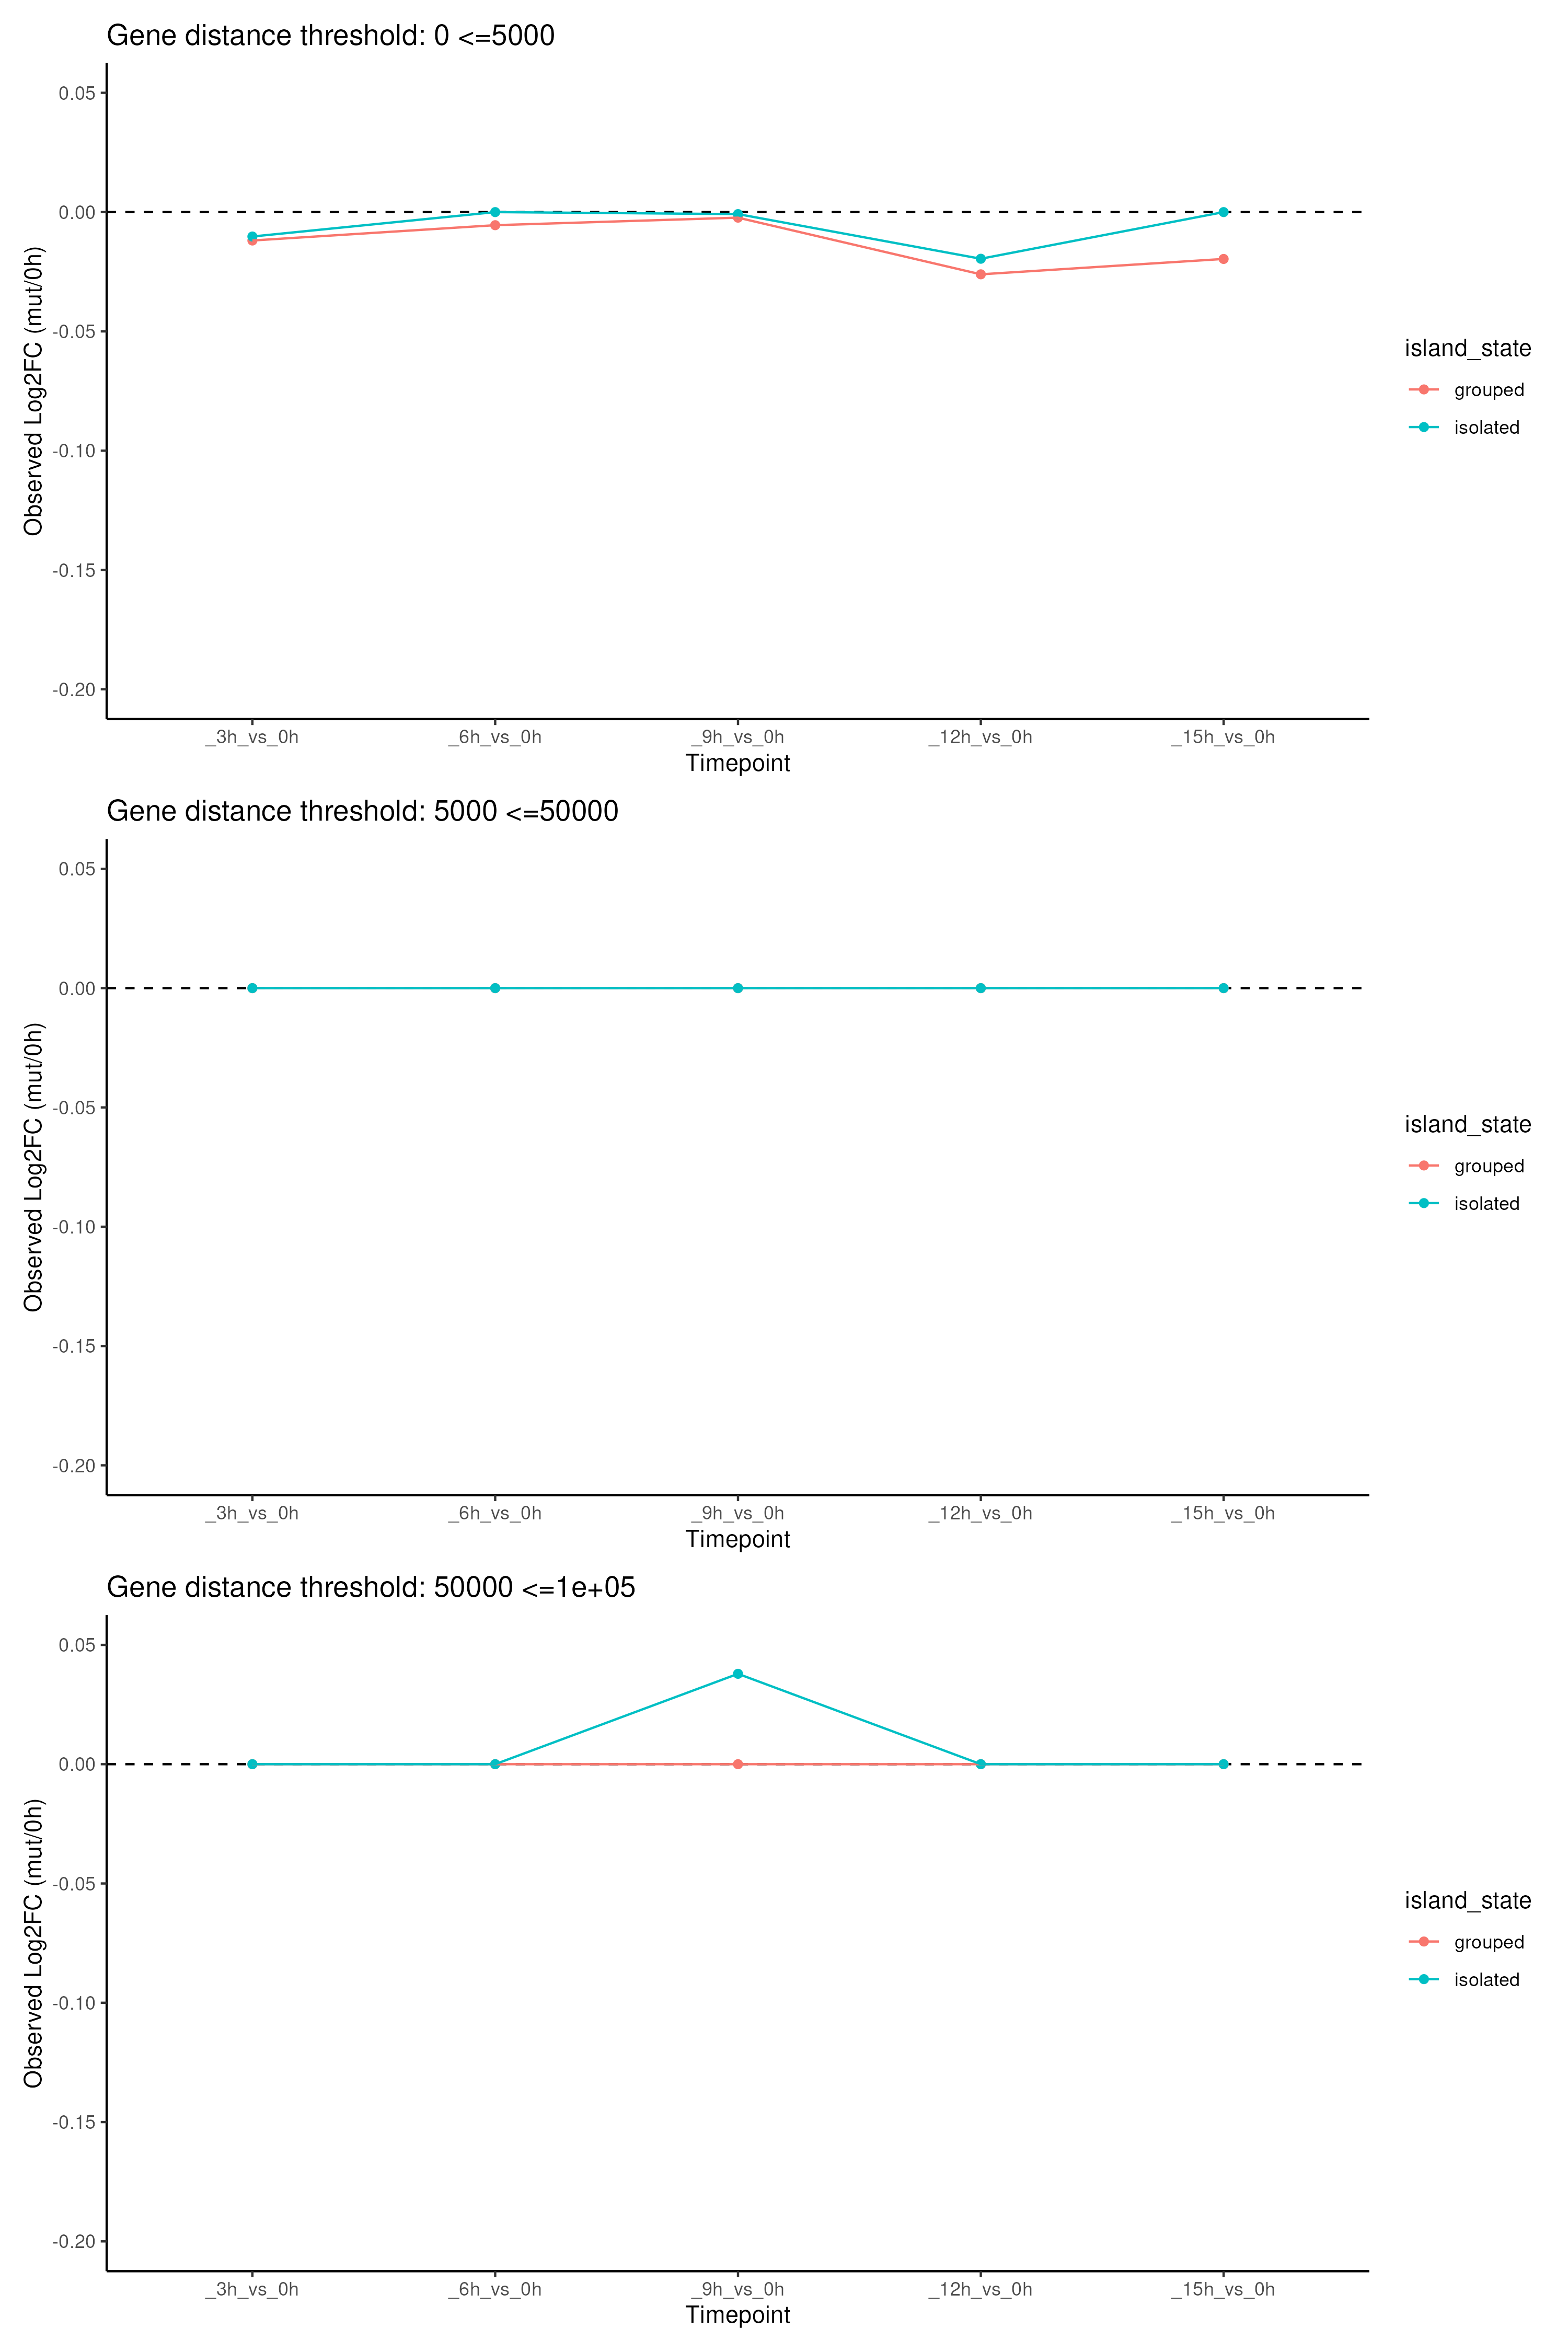 Gene distance threshold: 0 <=5000
Observed Log2FC (mut/0h)
0.05
0.00
-0.05
-0.10
-0.15
-0.20
_3h_vs_0h _6h_vs_0h _9h_vs_0h _12h_vs_0h _15h_vs_0h
Timepoint
island_state
grouped
isolated
Gene distance threshold: 5000 <=50000
Observed Log2FC (mut/0h)
0.05
0.00
-0.05
-0.10
-0.15
-0.20
_3h_vs_0h _6h_vs_0h _9h_vs_0h _12h_vs_0h _15h_vs_0h
Timepoint
island_state
grouped
isolated
Gene distance threshold: 50000 <=1e+05
Observed Log2FC (mut/0h)
0.05
0.00
-0.05
-0.10
-0.15
-0.20
_3h_vs_0h _6h_vs_0h _9h_vs_0h _12h_vs_0h _15h_vs_0h
Timepoint
island_state
grouped
isolated